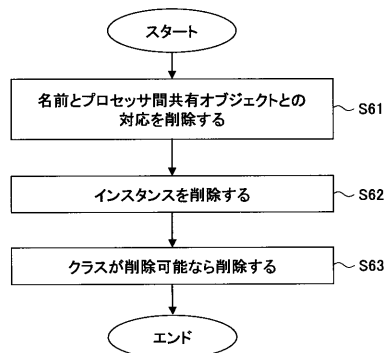 スタート
名前とプロセッサ間共有オブジェクトとの
対応を削除する
S61
インスタンスを削除する
S62
クラスが削除可能なら削除する
S63
エンド